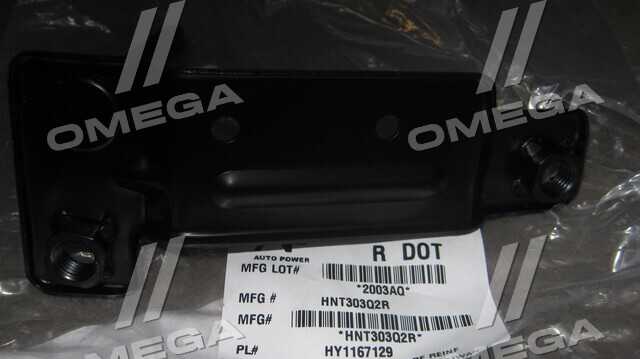 OMEGA
OMEGA
OMEGA
OMEGA
R DOT
AUTO POWER
MFG LOT#
*2003AQ*
MFG # HNT303Q2R
MFG#
*HNT303Q2R*
PL# HY1167129